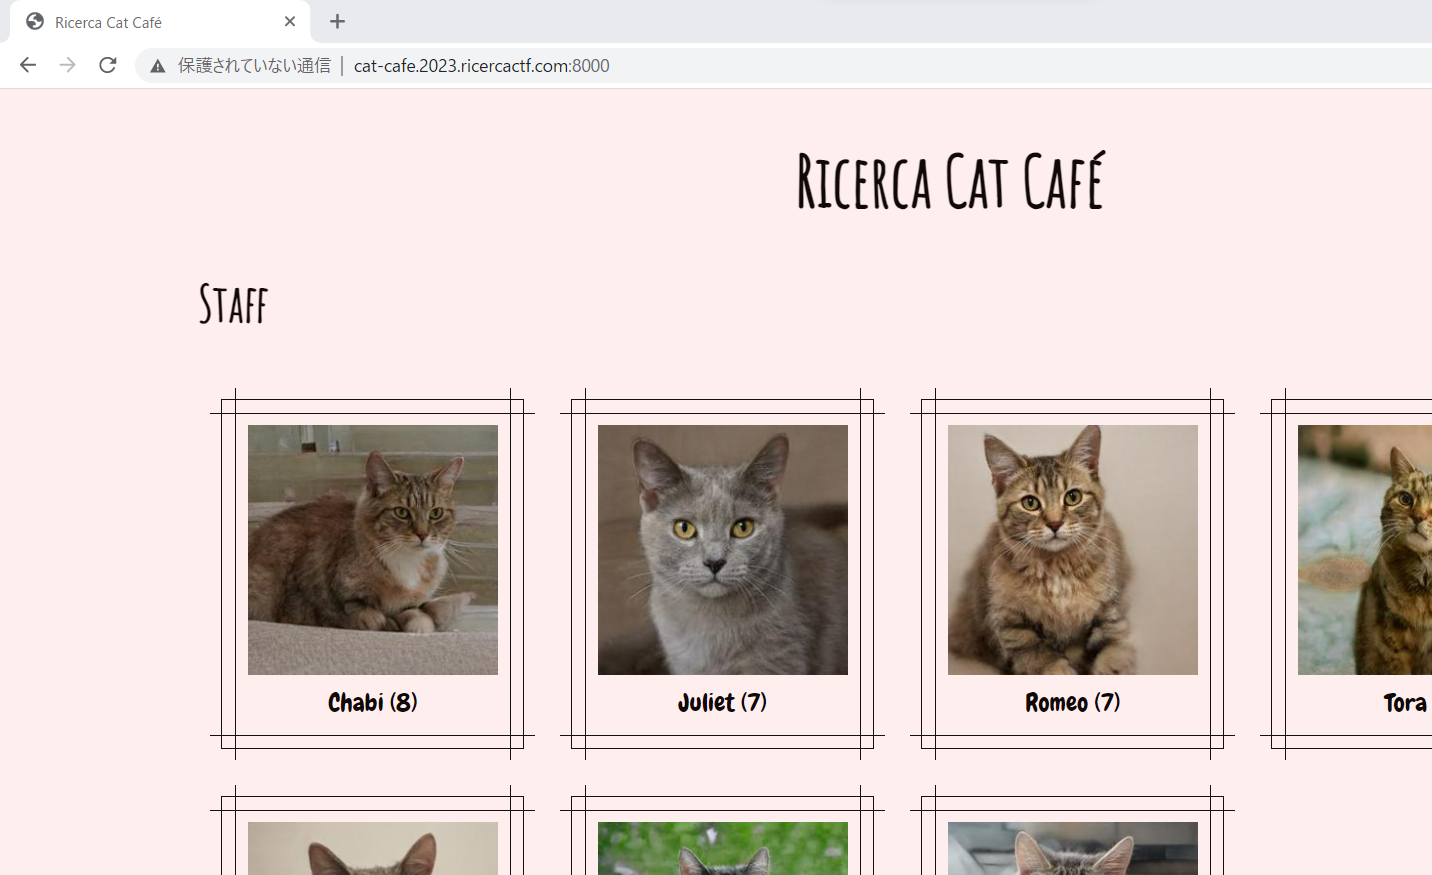 Ricerca Cat Café
保護されていない通信 | cat-cafe.2023.ricercactf.com:8000
Ricerca Cat Café
Staff
Chabi (8)
Juliet (7)
Romeo (7)
Tora